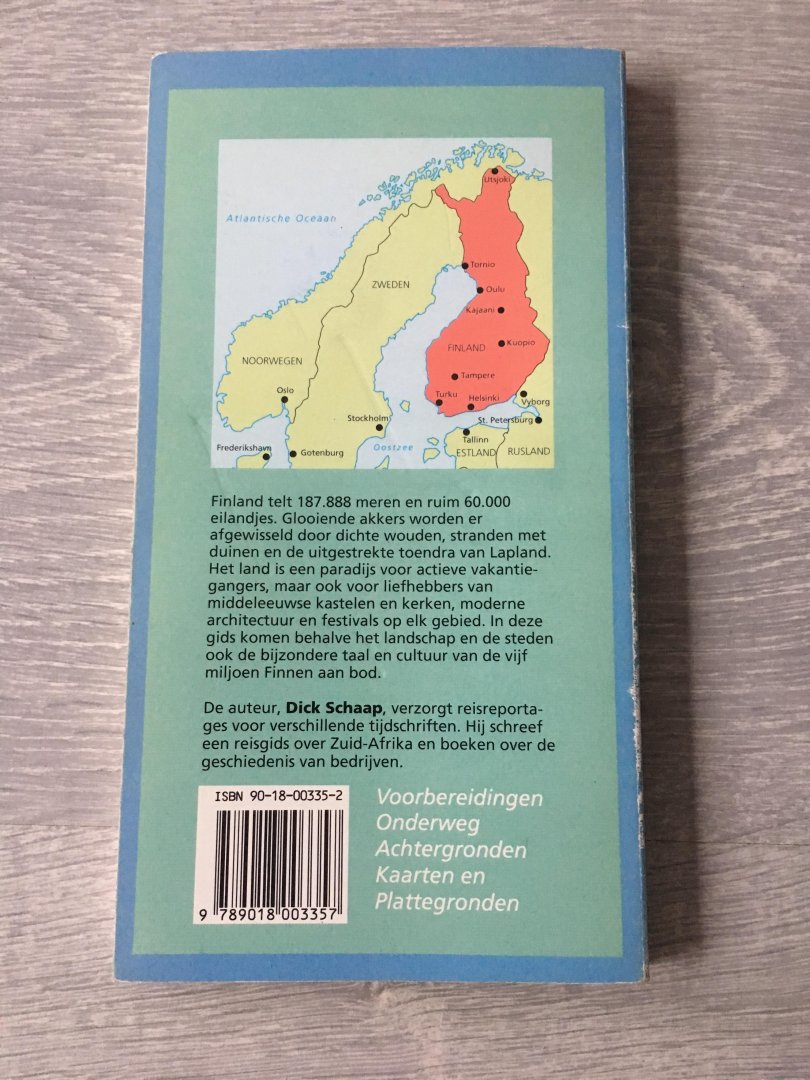 Utsjoki
Atlantische Oceaan
Tornio
ZWEDEN
Oulu
Kajaani
Kuopio
FINLAND
NOORWEGEN
Tampere
Oslo
Turku
Helsinki
Vyborg
Stockholm
St. Petersburg
Tallinn
Frederikshavn
Gotenburg
Oostzee
ESTLAND
RUSLAND
Finland telt 187.888 meren en ruim 60.000
eilandjes. Glooiende akkers worden er
afgewisseld door dichte wouden, stranden met
duinen en de uitgestrekte toendra van Lapland.
Het land is een paradijs voor actieve vakantie-
gangers, maar ook voor liefhebbers van
middeleeuwse kastelen en kerken, moderne
architectuur en festivals op elk gebied. In deze
gids komen behalve het landschap en de steden
ook de bijzondere taal en cultuur van de vijf
miljoen Finnen aan bod.
De auteur, Dick Schaap, verzorgt reisreporta-
ges voor verschillende tijdschriften. Hij schreef
een reisgids over Zuid-Afrika en boeken over de
geschiedenis van bedrijven.
ISBN 90-18-00335-2
9 789018 003357
Voorbereidingen
Onderweg
Achtergronden
Kaarten en
Plattegronden